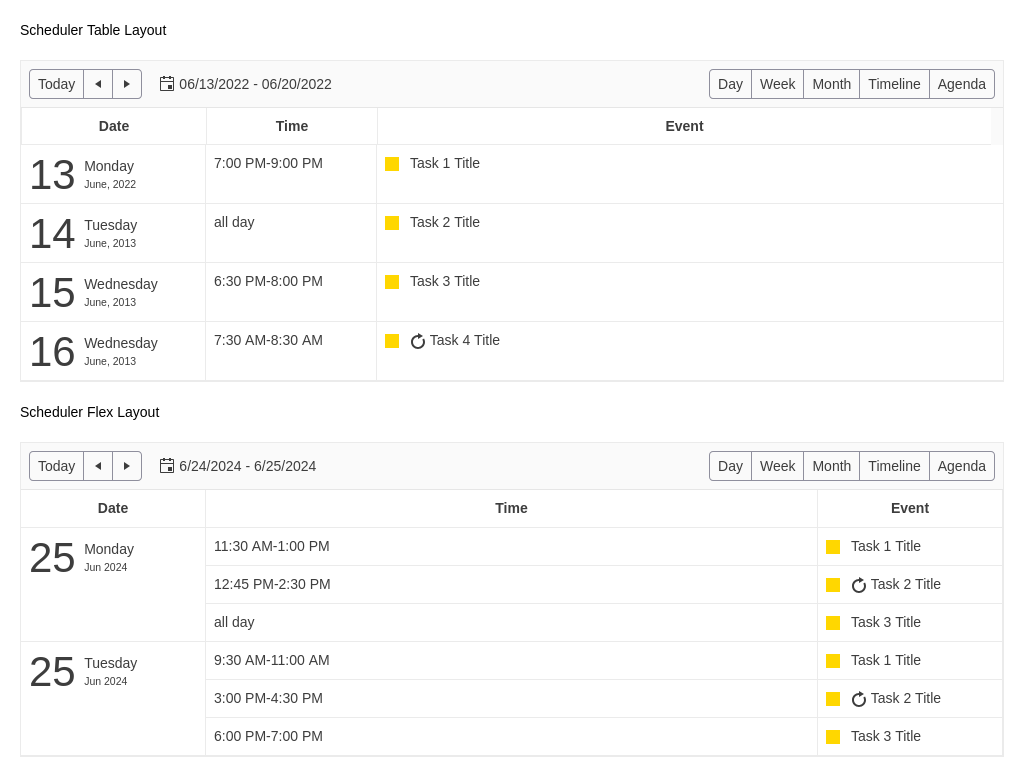 Scheduler Table Layout
Today 06/13/2022 - 06/20/2022 Day Week Month Timeline Agenda
Date Time Event
13 Monday 7:00 PM-9:00 PM Task 1 Title
June, 2022
14 Tuesday all day Task 2 Title
June, 2013
15 Wednesday 6:30 PM-8:00 PM Task 3 Title
June, 2013
16 Wednesday 7:30 AM-8:30 AM Task 4 Title
June, 2013
Scheduler Flex Layout
Today 6/24/2024 - 6/25/2024 Day Week Month Timeline Agenda
Date Time Event
25 Monday 11:30 AM-1:00 PM Task 1 Title
Jun 2024
12:45 PM-2:30 PM Task 2 Title
all day Task 3 Title
25 Tuesday 9:30 AM-11:00 AM Task 1 Title
Jun 2024
3:00 PM-4:30 PM Task 2 Title
6:00 PM-7:00 PM Task 3 Title